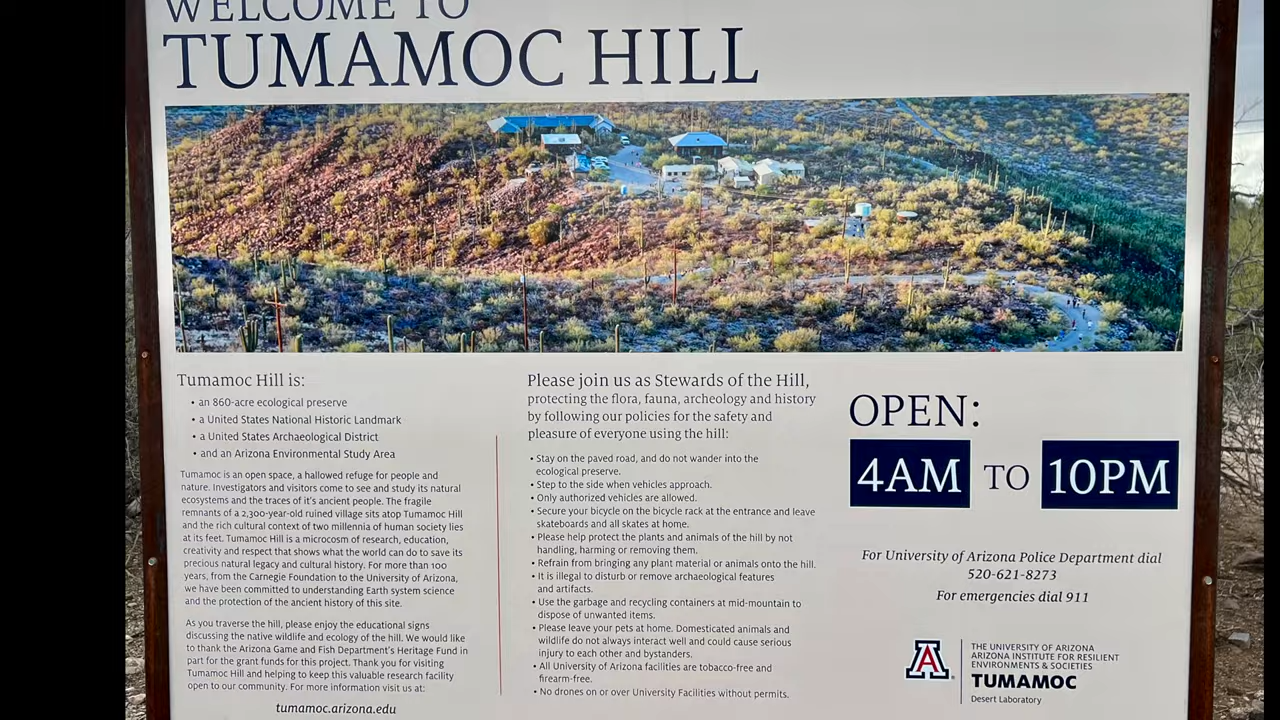 WELCOME TO
TUMAMOC HILL
Tumamoc Hill is:
• an 860-acre ecological preserve
• a United States National Historic Landmark
• a United States Archaeological District
• and an Arizona Environmental Study Area
Tumamoc is an open space, a hallowed refuge for people and
nature. Investigators and visitors come to see and study its natural
ecosystems and the traces of it's ancient people. The fragile
remnants of a 2,300-year-old ruined village sits atop Tumamoc Hill
and the rich cultural context of two millennia of human society lies
at its feet. Tumamoc Hill is a microcosm of research, education,
creativity and respect that shows what the world can do to save its
precious natural legacy and cultural history. For more than 100
years, from the Carnegie Foundation to the University of Arizona,
we have been committed to understanding Earth system science
and the protection of the ancient history of this site.
As you traverse the hill, please enjoy the educational signs
discussing the native wildlife and ecology of the hill. We would like
to thank the Arizona Game and Fish Department's Heritage Fund in
part for the grant funds for this project. Thank you for visiting
Tumamoc Hill and helping to keep this valuable research facility
open to our community. For more information visit us at:
tumamoc.arizona.edu
Please join us as Stewards of the Hill,
protecting the flora, fauna, archeology and history
by following our policies for the safety and
pleasure of everyone using the hill:
• Stay on the paved road, and do not wander into the
ecological preserve.
• Step to the side when vehicles approach.
• Only authorized vehicles are allowed.
• Secure your bicycle on the bicycle rack at the entrance and leave
skateboards and all skates at home.
• Please help protect the plants and animals of the hill by not
handling, harming or removing them.
• Refrain from bringing any plant material or animals onto the hill.
• It is illegal to disturb or remove archaeological features
and artifacts.
• Use the garbage and recycling containers at mid-mountain to
dispose of unwanted items.
• Please leave your pets at home. Domesticated animals and
wildlife do not always interact well and could cause serious
injury to each other and bystanders.
• All University of Arizona facilities are tobacco-free and
firearm-free.
• No drones on or over University Facilities without permits.
OPEN:
4AM TO 10PM
For University of Arizona Police Department dial
520-621-8273
For emergencies dial 911
A
THE UNIVERSITY OF ARIZONA
ARIZONA INSTITUTE FOR RESILIENT
ENVIRONMENTS & SOCIETIES
TUMAMOC
Desert Laboratory